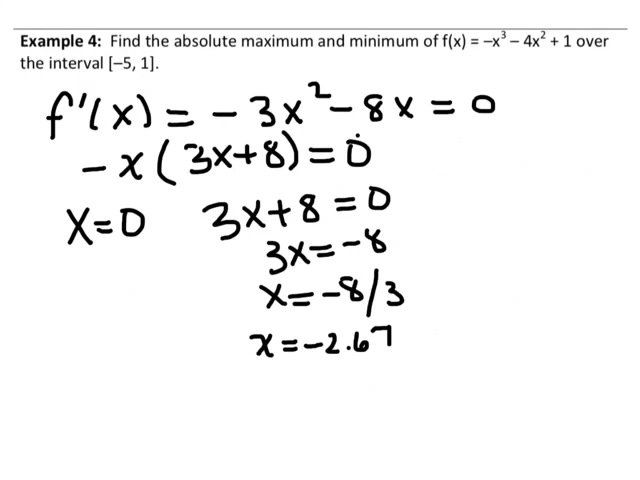 Example 4: Find the absolute maximum and minimum of f(x) = –x³ – 4x² + 1 over
the interval [–5, 1].
f'(x) = -3x² - 8x = 0
-x(3x+8) = 0
x=0 3x+8=0
3x=-8
x=-8/3
x=-2.67